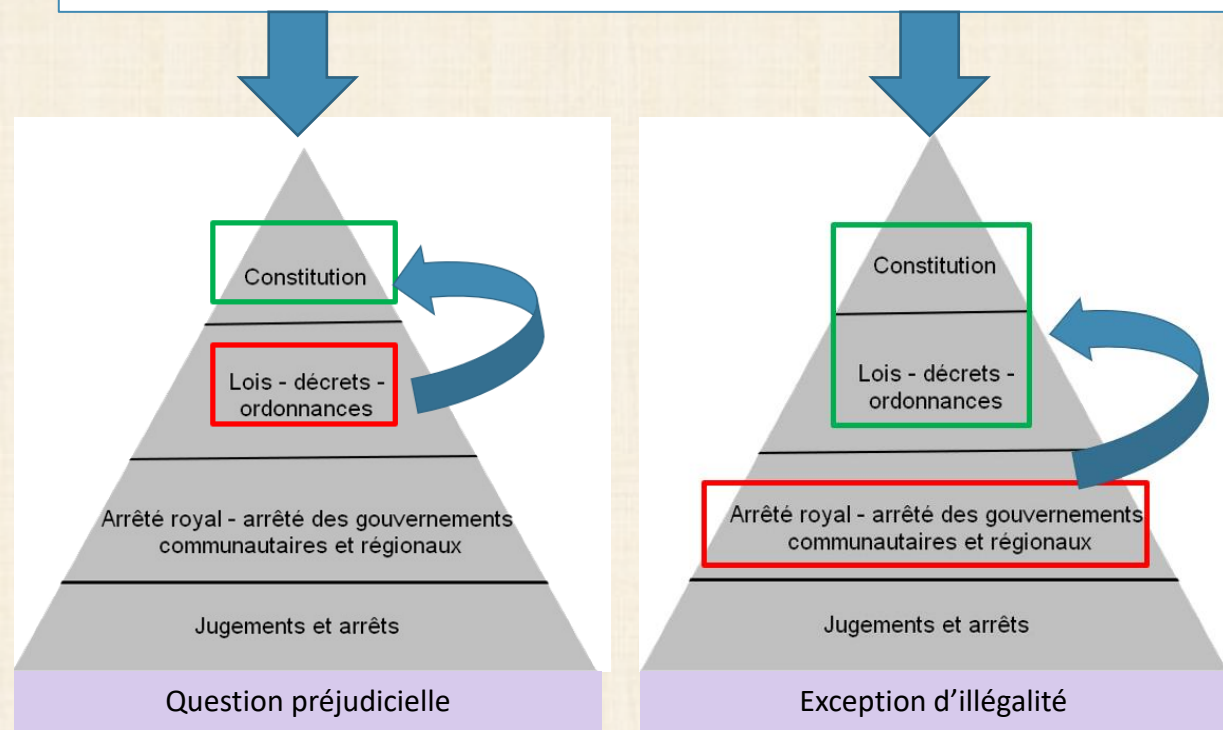 Constitution
Lois - décrets -
ordonnances
Arrêté royal - arrêté des gouvernements
communautaires et régionaux
Jugements et arrêts
Question préjudicielle
Constitution
Lois - décrets -
ordonnances
Arrêté royal - arrêté des gouvernements
communautaires et régionaux
Jugements et arrêts
Exception d’illégalité